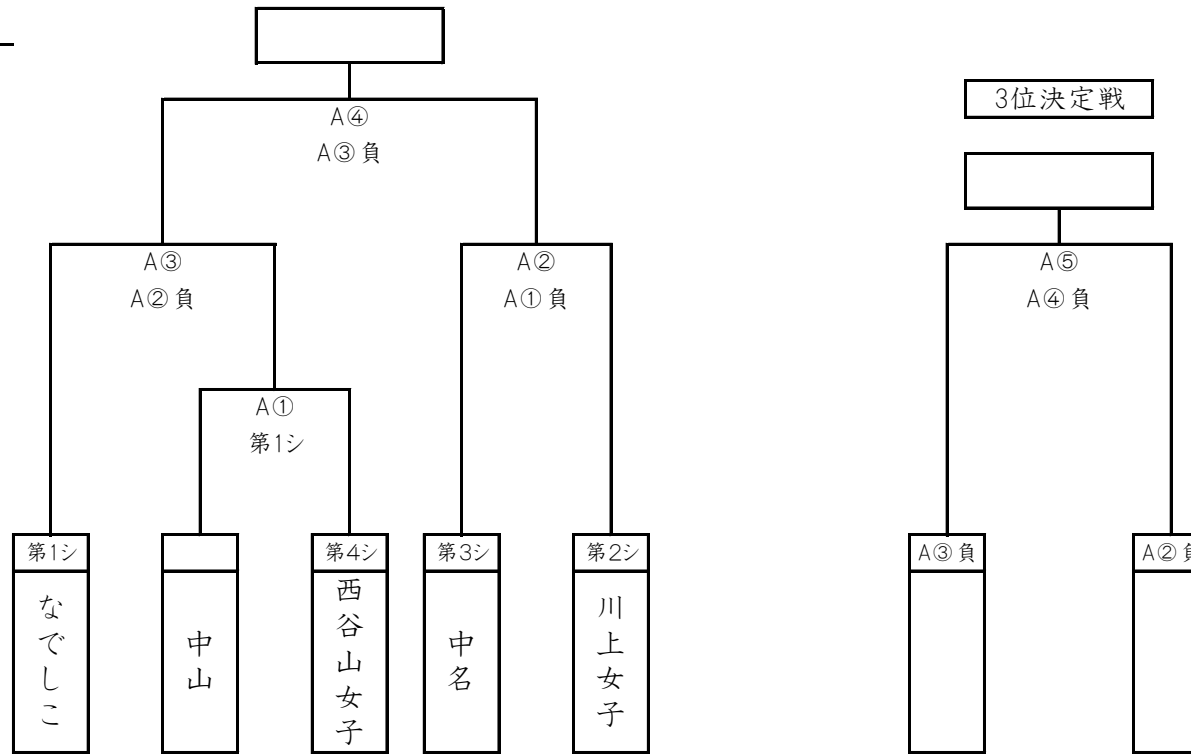 3位決定戦
A④
A③ 負
A③
A② 負
A②
A① 負
A⑤
A④ 負
A①
第1シ
第1シ
第4シ
第3シ
第2シ
A③ 負
A② 負
なでしこ
中山
西谷山女子
中名
川上女子